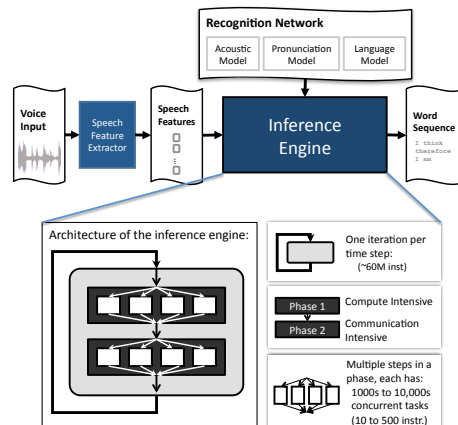 Recognition Network
Acoustic
Model
Pronunciation
Model
Language
Model
Voice
Input
Speech
Feature
Extractor
Speech
Features
Inference
Engine
Word
Sequence
I think
therefore
I am
Architecture of the inference engine:
One iteration per
time step:
(~60M inst)
Phase 1
Compute Intensive
Phase 2
Communication
Intensive
Multiple steps in a
phase, each has:
1000s to 10,000s
concurrent tasks
(10 to 500 instr.)